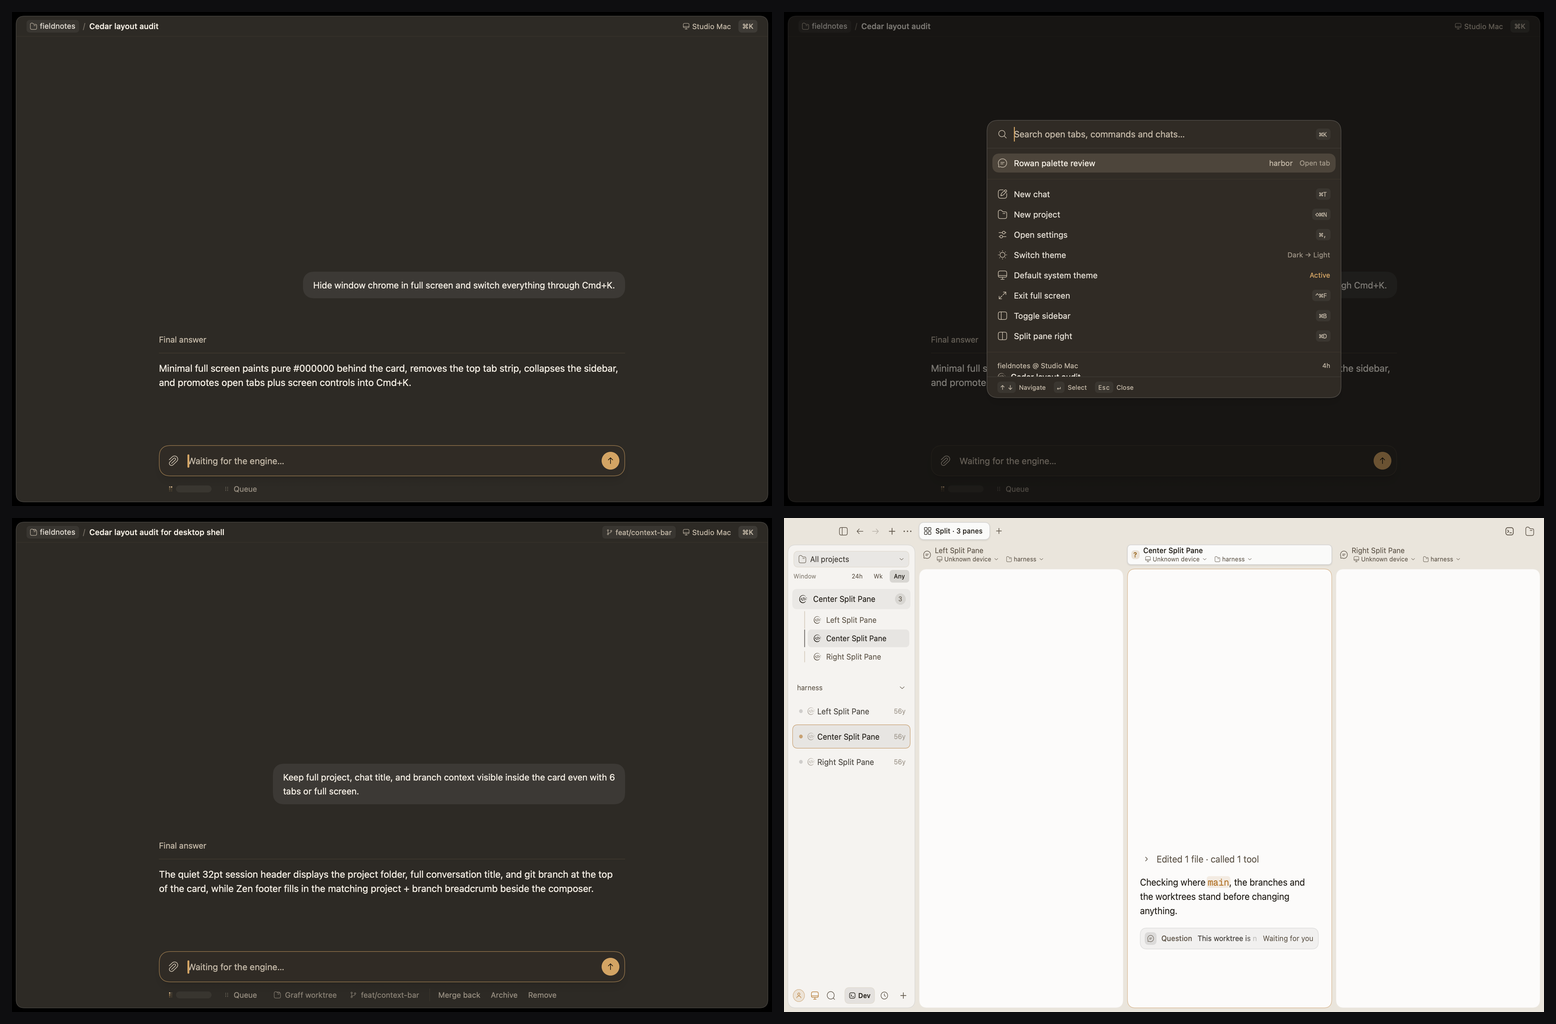 fieldnotes / Cedar layout audit
Studio Mac ⌘K
Hide window chrome in full screen and switch everything through Cmd+K.
Final answer
Minimal full screen paints pure #000000 behind the card, removes the top tab strip, collapses the sidebar,
and promotes open tabs plus screen controls into Cmd+K.
Waiting for the engine...
Queue
fieldnotes / Cedar layout audit
Studio Mac ⌘K
Search open tabs, commands and chats... ⌘K
Rowan palette review harbor Open tab
New chat ⌘T
New project ⇧⌘N
Open settings ⌘,
Switch theme Dark → Light
Default system theme Active
Exit full screen ^⌘F
Toggle sidebar ⌘B
Split pane right ⌘D
fieldnotes @ Studio Mac 4h
Cedar layout audit
↑ ↓ Navigate ↵ Select Esc Close
gh Cmd+K.
Final answer
Minimal full s
he sidebar,
and promote
Waiting for the engine...
Queue
fieldnotes / Cedar layout audit for desktop shell
feat/context-bar Studio Mac ⌘K
Keep full project, chat title, and branch context visible inside the card even with 6
tabs or full screen.
Final answer
The quiet 32pt session header displays the project folder, full conversation title, and git branch at the top
of the card, while Zen footer fills in the matching project + branch breadcrumb beside the composer.
Waiting for the engine...
Queue Graff worktree feat/context-bar Merge back Archive Remove
Split · 3 panes
All projects
Window 24h Wk Any
Center Split Pane 3
Left Split Pane
Center Split Pane
Right Split Pane
harness
Left Split Pane 56y
Center Split Pane 56y
Right Split Pane 56y
Dev
Left Split Pane
Unknown device harness
Center Split Pane
Unknown device harness
Edited 1 file · called 1 tool
Checking where main, the branches and
the worktrees stand before changing
anything.
Question This worktree is Waiting for you
Right Split Pane
Unknown device harness